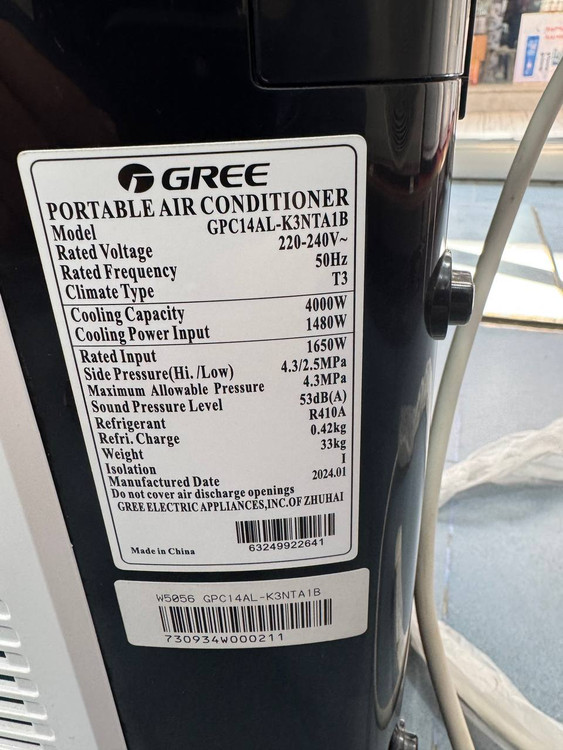 GREE
PORTABLE AIR CONDITIONER
Model GPC14AL-K3NTA1B
Rated Voltage 220-240V~
Rated Frequency 50Hz
Climate Type T3
Cooling Capacity 4000W
Cooling Power Input 1480W
Rated Input 1650W
Side Pressure(Hi. /Low) 4.3/2.5MPa
Maximum Allowable Pressure 4.3MPa
Sound Pressure Level 53dB(A)
Refrigerant R410A
Refri. Charge 0.42kg
Weight 33kg
Isolation I
Manufactured Date 2024.01
Do not cover air discharge openings
GREE ELECTRIC APPLIANCES,INC.OF ZHUHAI
63249922641
Made in China
W5056 GPC14AL-K3NTA1B
730934W000211